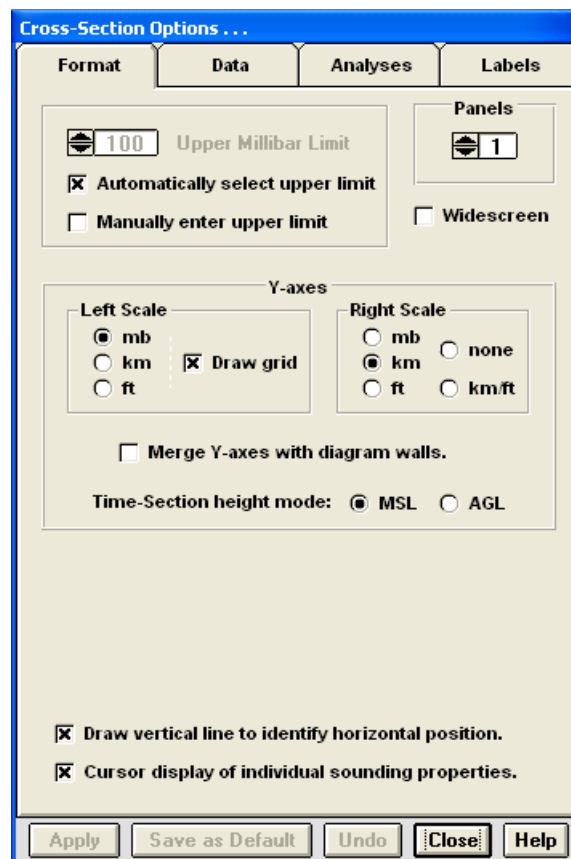 Cross-Section Options . . .
Format Data Analyses Labels
100 Upper Millibar Limit
Automatically select upper limit
Manually enter upper limit
Panels
1
Widescreen
Y-axes
Left Scale
mb
km
ft
Draw grid
Right Scale
mb
km
ft
none
km/ft
Merge Y-axes with diagram walls.
Time-Section height mode: MSL AGL
Draw vertical line to identify horizontal position.
Cursor display of individual sounding properties.
Apply Save as Default Undo Close Help